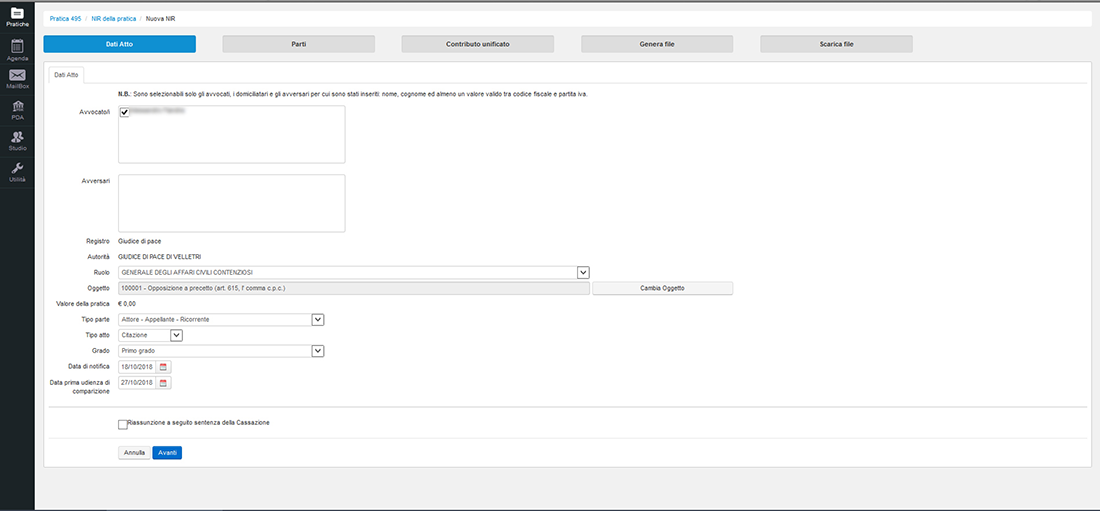 Pratiche
Agenda
MailBox
PDA
Studio
Utilità
Pratica 495 / NIR della pratica / Nuova NIR
Dati Atto
Parti
Contributo unificato
Genera file
Scarica file
Dati Atto
N.B.: Sono selezionabili solo gli avvocati, i domiciliatari e gli avversari per cui sono stati inseriti: nome, cognome ed almeno un valore valido tra codice fiscale e partita iva.
Avvocato/i
Avversari
Registro Giudice di pace
Autorità GIUDICE DI PACE DI VELLETRI
Ruolo GENERALE DEGLI AFFARI CIVILI CONTENZIOSI
Oggetto 100001 - Opposizione a precetto (art. 615, l' comma c.p.c.) Cambia Oggetto
Valore della pratica € 0,00
Tipo parte Attore - Appellante - Ricorrente
Tipo atto Citazione
Grado Primo grado
Data di notifica 18/10/2018
Data prima udienza di 27/10/2018
comparizione
Riassunzione a seguito sentenza della Cassazione
Annulla Avanti